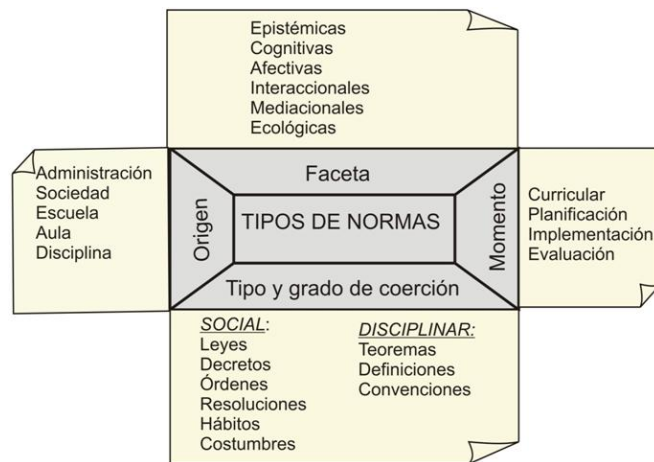 Epistémicas
Cognitivas
Afectivas
Interaccionales
Mediacionales
Ecológicas
Administración
Sociedad
Escuela
Aula
Disciplina
Faceta
Origen
TIPOS DE NORMAS
Momento
Tipo y grado de coerción
Curricular
Planificación
Implementación
Evaluación
SOCIAL:
Leyes
Decretos
Órdenes
Resoluciones
Hábitos
Costumbres
DISCIPLINAR:
Teoremas
Definiciones
Convenciones